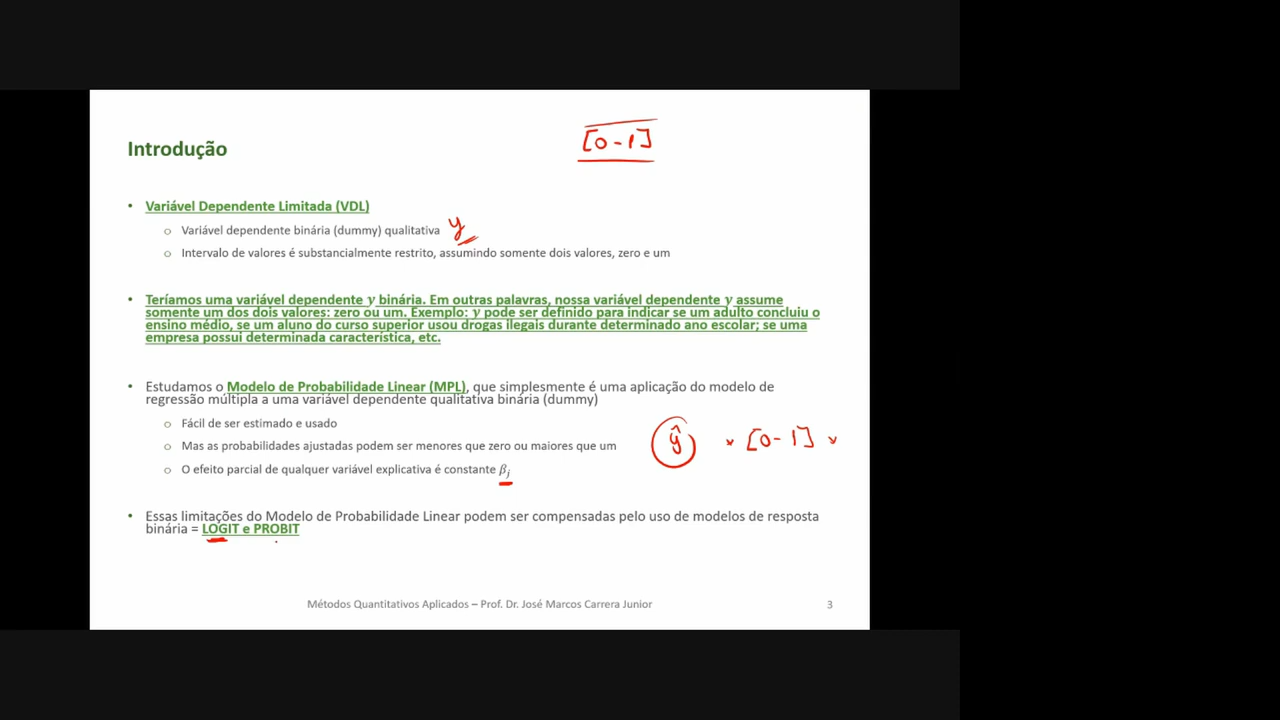 [0-1]
Introdução
• Variável Dependente Limitada (VDL)
o Variável dependente binária (dummy) qualitativa y
o Intervalo de valores é substancialmente restrito, assumindo somente dois valores, zero e um
• Teríamos uma variável dependente y binária. Em outras palavras, nossa variável dependente y assume
somente um dos dois valores: zero ou um. Exemplo: y pode ser definido para indicar se um adulto concluiu o
ensino médio, se um aluno do curso superior usou drogas ilegais durante determinado ano escolar; se uma
empresa possui determinada característica, etc.
• Estudamos o Modelo de Probabilidade Linear (MPL), que simplesmente é uma aplicação do modelo de
regressão múltipla a uma variável dependente qualitativa binária (dummy)
o Fácil de ser estimado e usado
o Mas as probabilidades ajustadas podem ser menores que zero ou maiores que um
ŷ x [0-1] x
o O efeito parcial de qualquer variável explicativa é constante βj
• Essas limitações do Modelo de Probabilidade Linear podem ser compensadas pelo uso de modelos de resposta
binária = LOGIT e PROBIT
Métodos Quantitativos Aplicados – Prof. Dr. José Marcos Carrera Junior
3